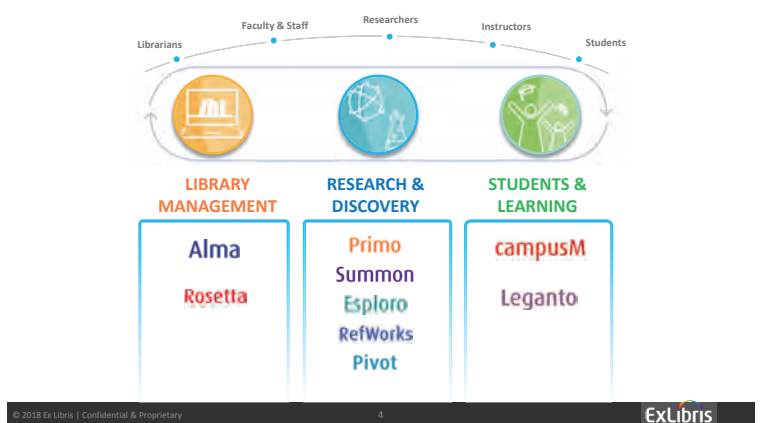 Librarians
Faculty & Staff
Researchers
Instructors
Students
LIBRARY
MANAGEMENT
RESEARCH &
DISCOVERY
STUDENTS &
LEARNING
Alma
Rosetta
Primo
Summon
Esploro
RefWorks
Pivot
campusM
Leganto
© 2018 Ex Libris | Confidential & Proprietary
4
ExLibris